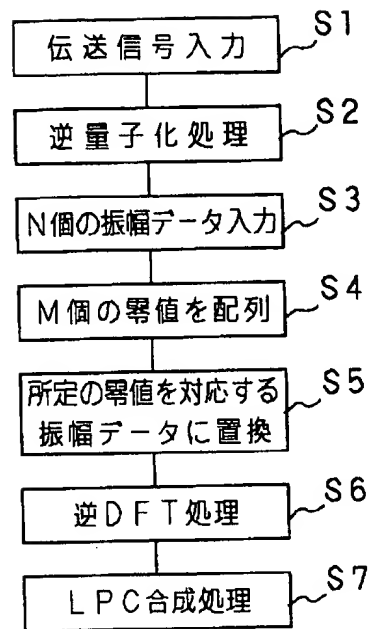 S1
伝送信号入力
S2
逆量子化処理
S3
N個の振幅データ入力
S4
M個の零値を配列
S5
所定の零値を対応する
振幅データに置換
S6
逆DFT処理
S7
LPC合成処理